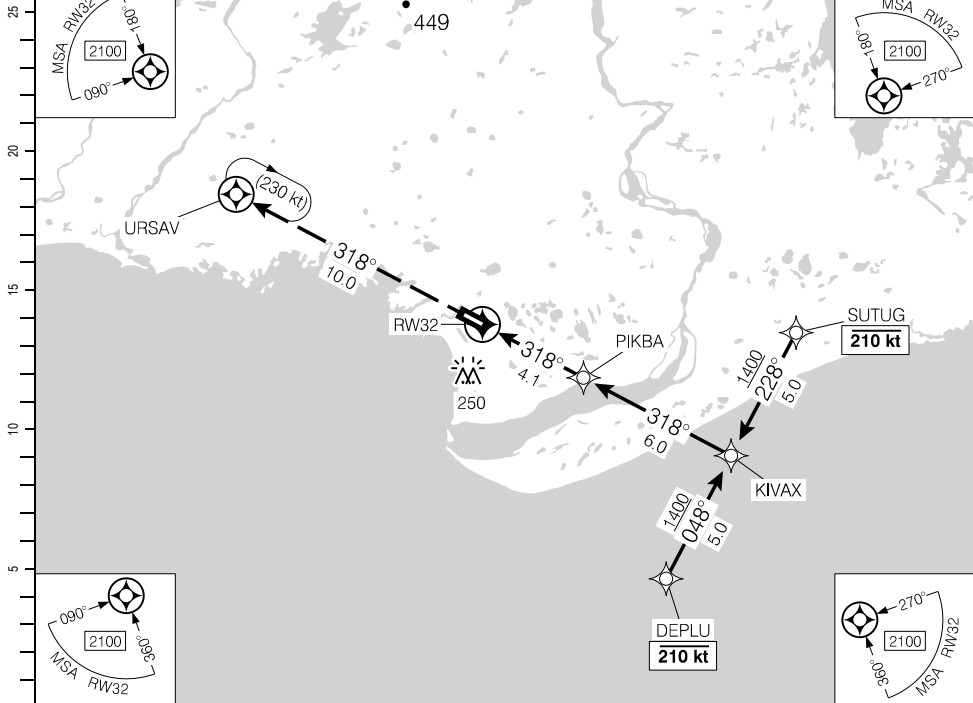 25
20
15
10
5
MSA RW32
180°
2100
090°
449
MSA RW32
180°
2100
270°
(230 kt)
URSAV
318°
10.0
RW32
PIKBA
318°
4.1
SUTUG
210 kt
1400
228°
5.0
250
318°
6.0
KIVAX
1400
048°
5.0
DEPLU
210 kt
090°
2100
360°
MSA RW32
270°
2100
360°
MSA RW32